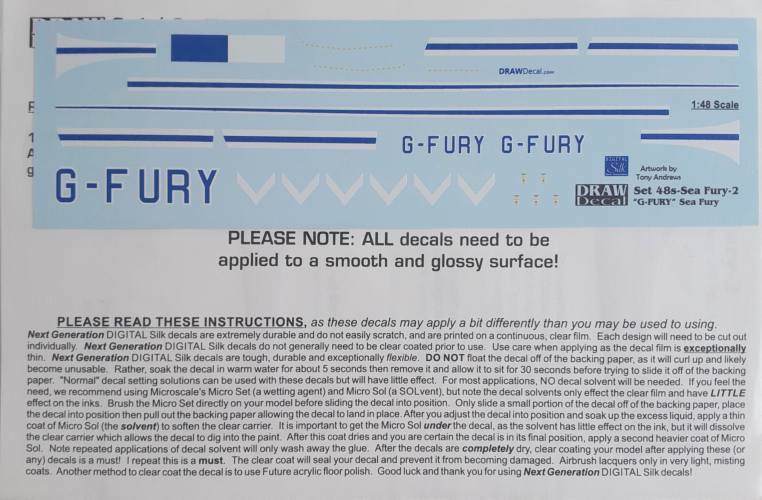 DRAWDecal.com
1:48 Scale
G-FURY G-FURY
DIGITAL
Silk
Artwork by
Tony Andrews
G-FURY
DRAW
Decal
Set 48s-Sea Fury-2
"G-FURY" Sea Fury
PLEASE NOTE: ALL decals need to be
applied to a smooth and glossy surface!
PLEASE READ THESE INSTRUCTIONS, as these decals may apply a bit differently than you may be used to using.
Next Generation DIGITAL Silk decals are extremely durable and do not easily scratch, and are printed on a continuous, clear film. Each design will need to be cut out
individually. Next Generation DIGITAL Silk decals do not generally need to be clear coated prior to use. Use care when applying as the decal film is exceptionally
thin. Next Generation DIGITAL Silk decals are tough, durable and exceptionally flexible. DO NOT float the decal off of the backing paper, as it will curl up and likely
become unusable. Rather, soak the decal in warm water for about 5 seconds then remove it and allow it to sit for 30 seconds before trying to slide it off of the backing
paper. "Normal" decal setting solutions can be used with these decals but will have little effect. For most applications, NO decal solvent will be needed. If you feel the
need, we recommend using Microscale's Micro Set (a wetting agent) and Micro Sol (a SOLvent), but note the decal solvents only effect the clear film and have LITTLE
effect on the inks. Brush the Micro Set directly on your model before sliding the decal into position. Only slide a small portion of the decal off of the backing paper, place
the decal into position then pull out the backing paper allowing the decal to land in place. After you adjust the decal into position and soak up the excess liquid, apply a thin
coat of Micro Sol (the solvent) to soften the clear carrier. It is important to get the Micro Sol under the decal, as the solvent has little effect on the ink, but it will dissolve
the clear carrier which allows the decal to dig into the paint. After this coat dries and you are certain the decal is in its final position, apply a second heavier coat of Micro
Sol. Note repeated applications of decal solvent will only wash away the glue. After the decals are completely dry, clear coating your model after applying these (or
any) decals is a must! I repeat this is a must. The clear coat will seal your decal and prevent it from becoming damaged. Airbrush lacquers only in very light, misting
coats. Another method to clear coat the decal is to use Future acrylic floor polish. Good luck and thank you for using Next Generation DIGITAL Silk decals!